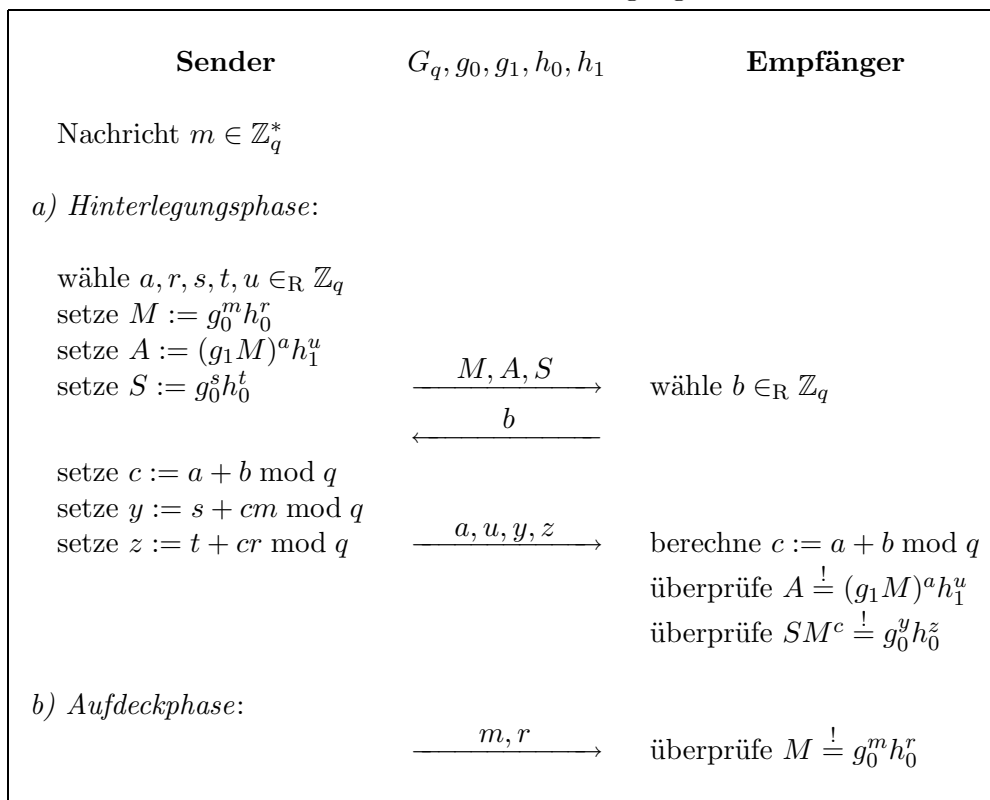 Sender G_q, g_0, g_1, h_0, h_1 Empfänger
Nachricht m ∈ ℤ_q^*
a) Hinterlegungsphase:
wähle a, r, s, t, u ∈_R ℤ_q
setze M := g_0^m h_0^r
setze A := (g_1 M)^a h_1^u
setze S := g_0^s h_0^t M, A, S wähle b ∈_R ℤ_q
b
setze c := a + b mod q
setze y := s + cm mod q
setze z := t + cr mod q a, u, y, z berechne c := a + b mod q
überprüfe A =^! (g_1 M)^a h_1^u
überprüfe SM^c =^! g_0^y h_0^z
b) Aufdeckphase:
m, r überprüfe M =^! g_0^m h_0^r